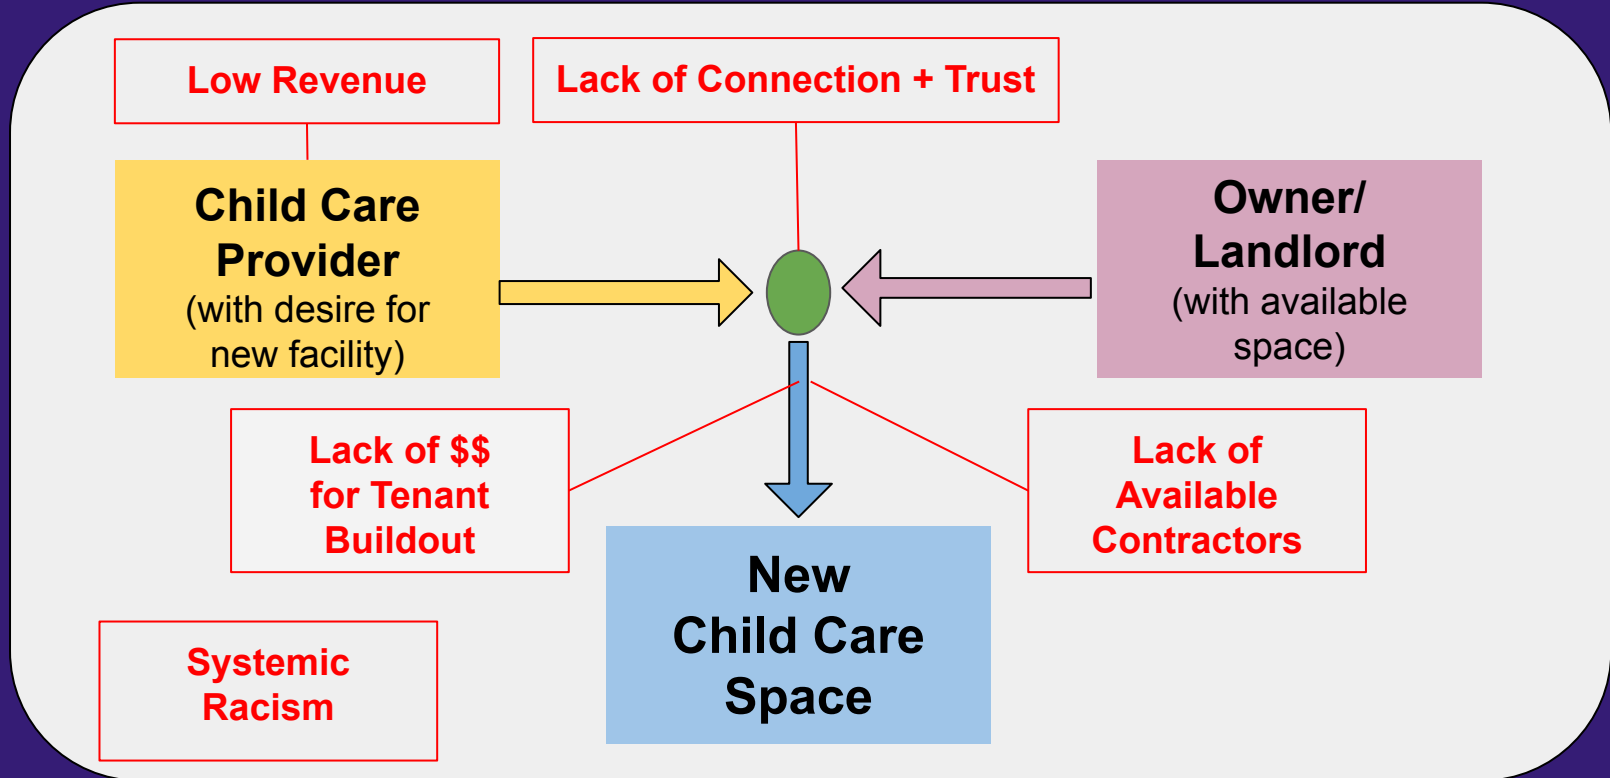 Low Revenue
Lack of Connection + Trust
Child Care
Provider
(with desire for
new facility)
Owner/
Landlord
(with available
space)
Lack of $$
for Tenant
Buildout
Lack of
Available
Contractors
New
Child Care
Space
Systemic
Racism